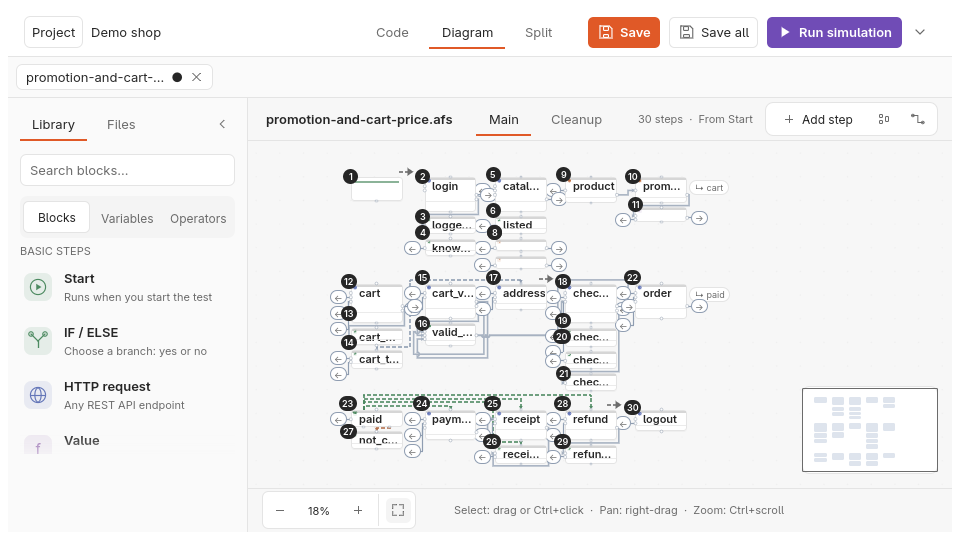 Project Demo shop Code Diagram Split Save Save all Run simulation
promotion-and-cart-...
Library Files
promotion-and-cart-price.afs Main Cleanup 30 steps · From Start Add step
Search blocks...
Blocks Variables Operators
BASIC STEPS
Start
Runs when you start the test
IF / ELSE
Choose a branch: yes or no
HTTP request
Any REST API endpoint
Value
1 2 5 9 10
login catal... product prom... cart
3 6 11
logge... listed
4 8
know...
12 15 17 18 22
cart cart_v... address chec... order paid
13 16 19
valid_...
14 20
cart_... chec...
cart_t... chec...
21
chec...
23 24 25 28 30
paid paym... receipt refund logout
27 26 29
not_c... recei... refun...
18% Select: drag or Ctrl+click · Pan: right-drag · Zoom: Ctrl+scroll